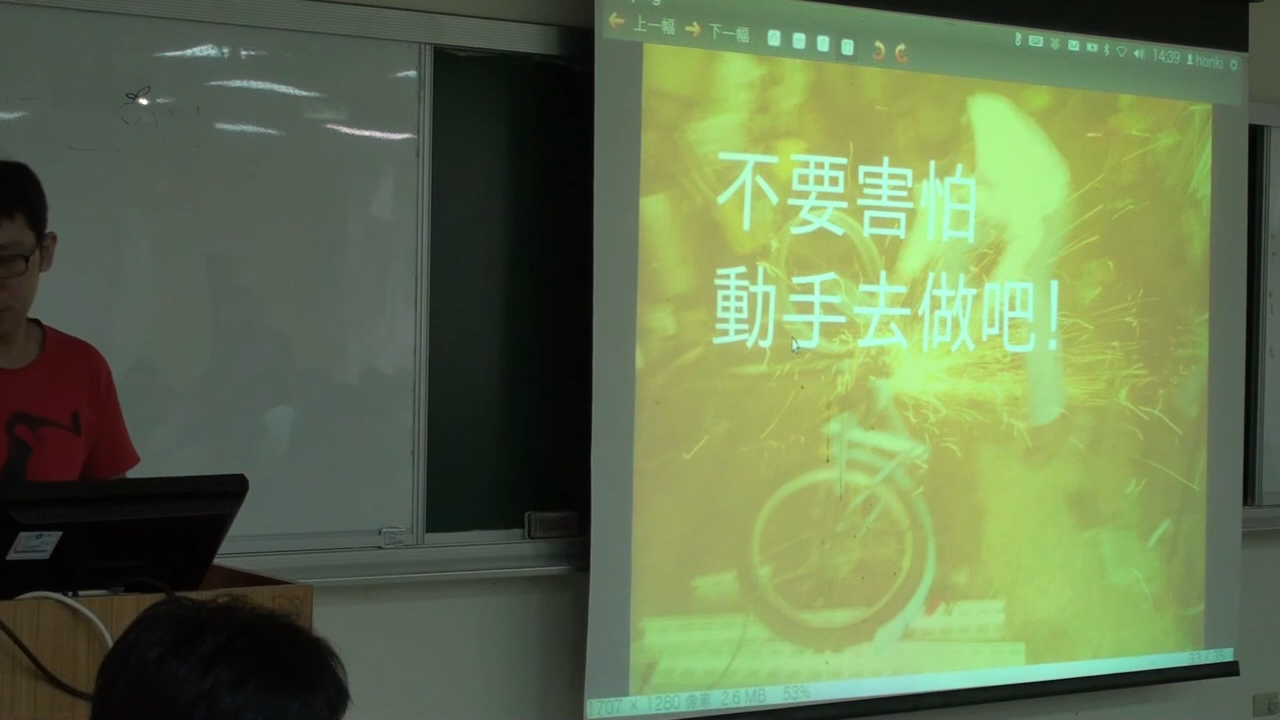 上一幅 下一幅
14:39 honki
不要害怕
動手去做吧!
1707 × 1280 像素 2.6 MB 53%